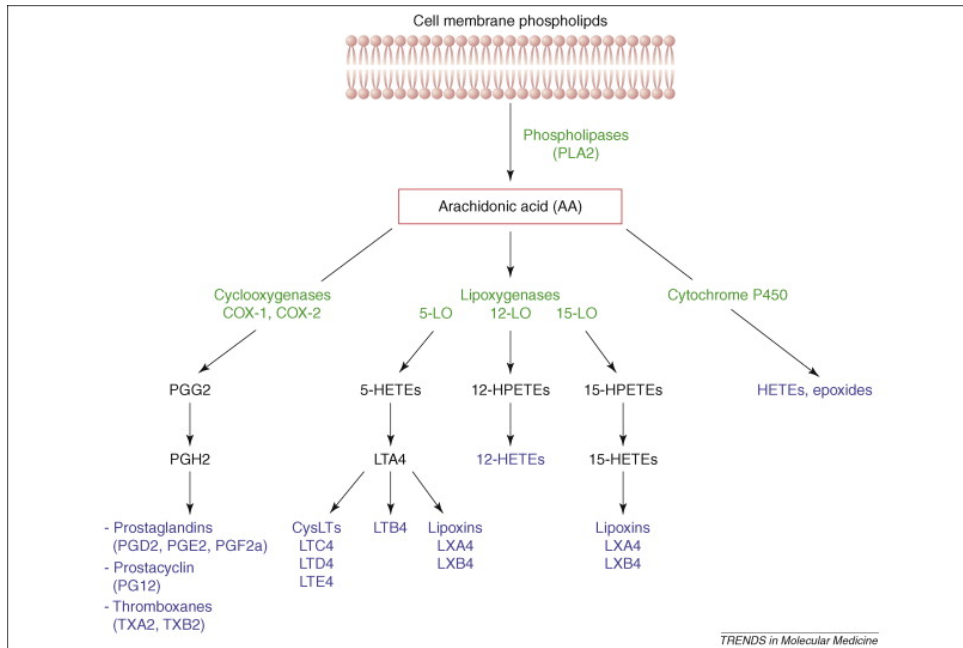 Cell membrane phospholipds
Phospholipases
(PLA2)
Arachidonic acid (AA)
Cyclooxygenases
COX-1, COX-2
Lipoxygenases
5-LO 12-LO 15-LO
Cytochrome P450
PGG2
5-HETEs
12-HPETEs
15-HPETEs
HETEs, epoxides
PGH2
LTA4
12-HETEs
15-HETEs
- Prostaglandins
(PGD2, PGE2, PGF2a)
- Prostacyclin
(PG12)
- Thromboxanes
(TXA2, TXB2)
CysLTs
LTC4
LTD4
LTE4
LTB4
Lipoxins
LXA4
LXB4
Lipoxins
LXA4
LXB4
TRENDS in Molecular Medicine